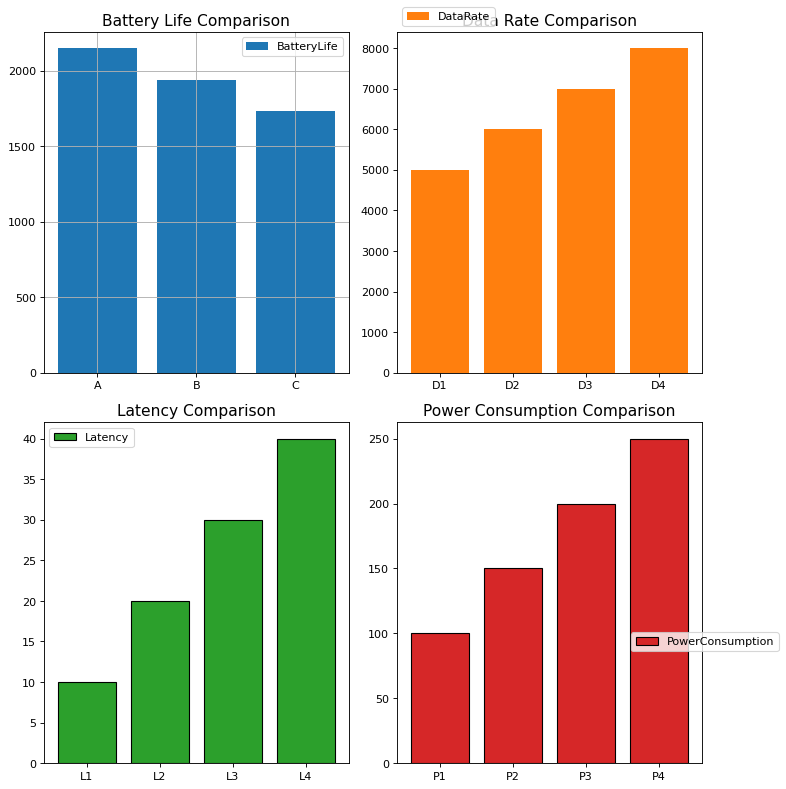 Battery Life Comparison
BatteryLife
2000
1500
1000
500
0
A B C
Data Rate Comparison
DataRate
8000
7000
6000
5000
4000
3000
2000
1000
0
D1 D2 D3 D4
Latency Comparison
Latency
40
35
30
25
20
15
10
5
0
L1 L2 L3 L4
Power Consumption Comparison
250
200
150
100
PowerConsumption
50
0
P1 P2 P3 P4